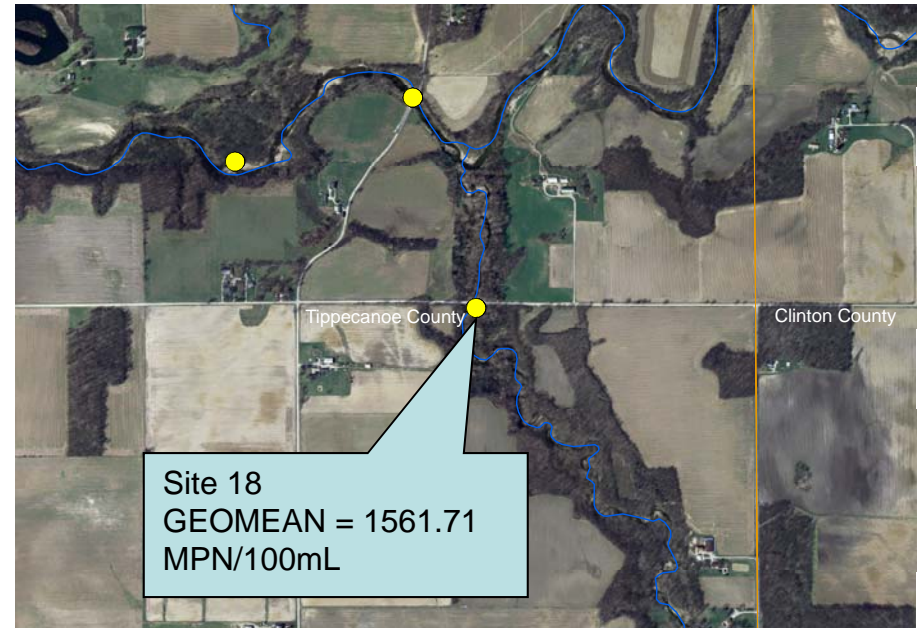 Tippecanoe County
Clinton County
Site 18
GEOMEAN = 1561.71
MPN/100mL